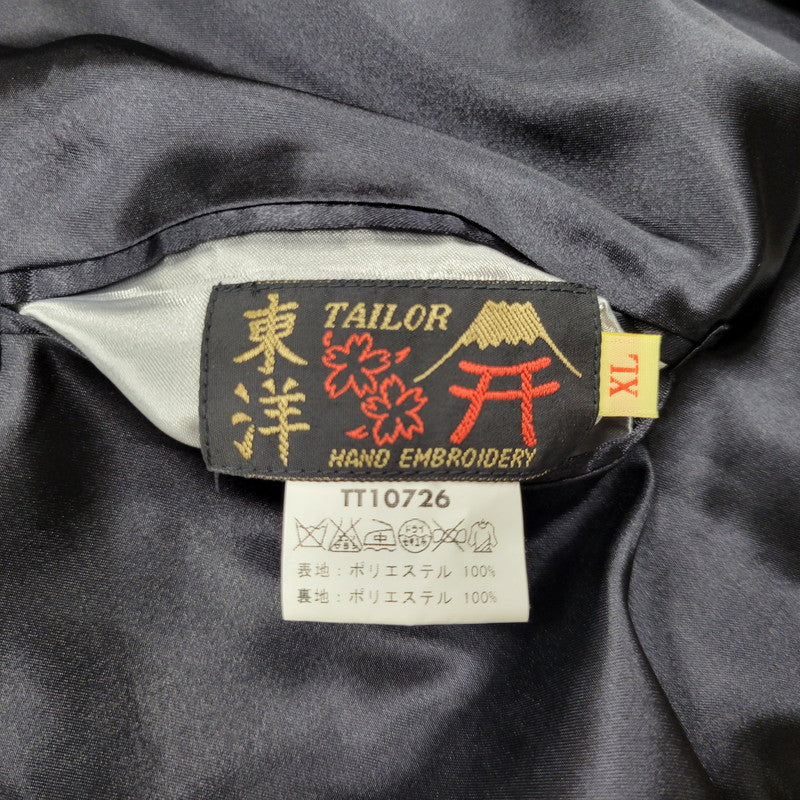 東洋
TAILOR
HAND EMBROIDERY
XL
TT10726
表地:ポリエステル 100%
裏地:ポリエステル 100%